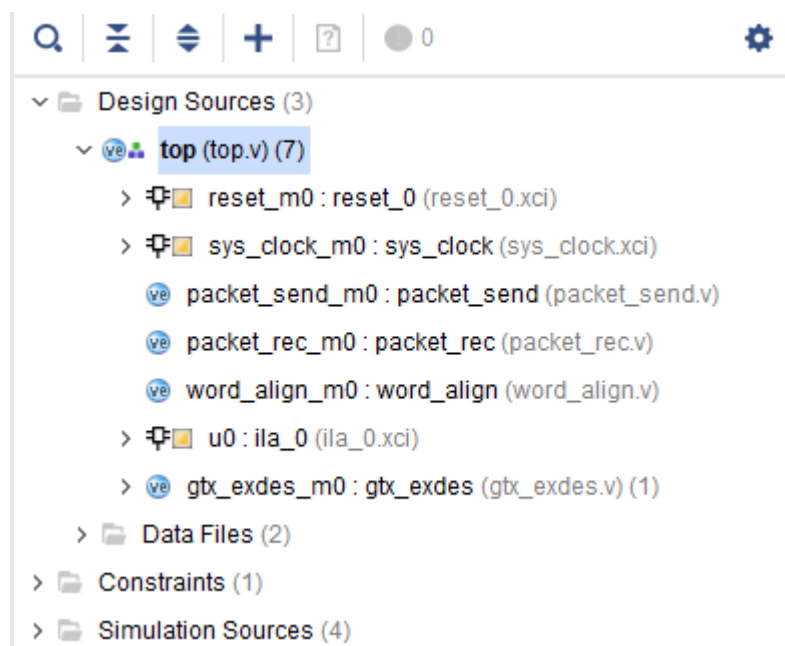 0
Design Sources (3)
top (top.v) (7)
reset_m0 : reset_0 (reset_0.xci)
sys_clock_m0 : sys_clock (sys_clock.xci)
packet_send_m0 : packet_send (packet_send.v)
packet_rec_m0 : packet_rec (packet_rec.v)
word_align_m0 : word_align (word_align.v)
u0 : ila_0 (ila_0.xci)
gtx_exdes_m0 : gtx_exdes (gtx_exdes.v) (1)
Data Files (2)
Constraints (1)
Simulation Sources (4)